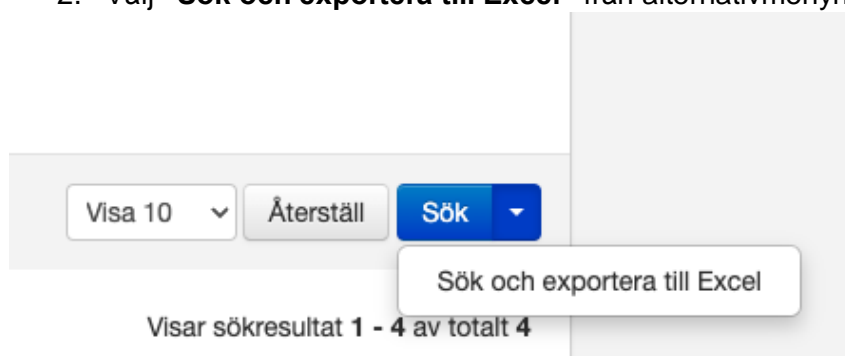 2. Välj "Sök och exportera till Excel" från alternativmenyn
Visa 10 Återställ Sök
Sök och exportera till Excel
Visar sökresultat 1 - 4 av totalt 4